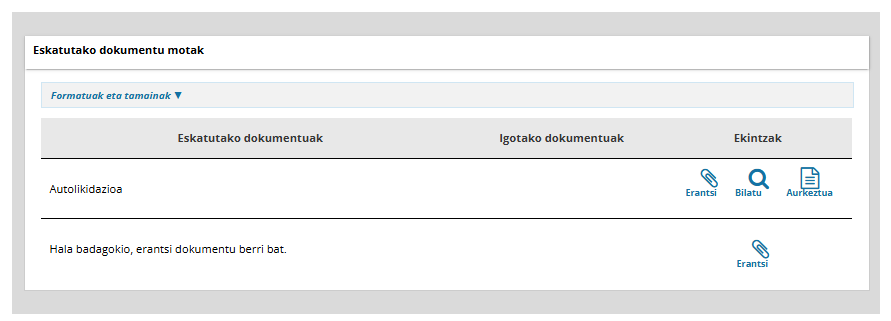 Eskatutako dokumentu motak
Formatuak eta tamainak ▼
Eskatutako dokumentuak Igotako dokumentuak Ekintzak
Autolikidazioa Erantsi Bilatu Aurkeztua
Hala badagokio, erantsi dokumentu berri bat. Erantsi